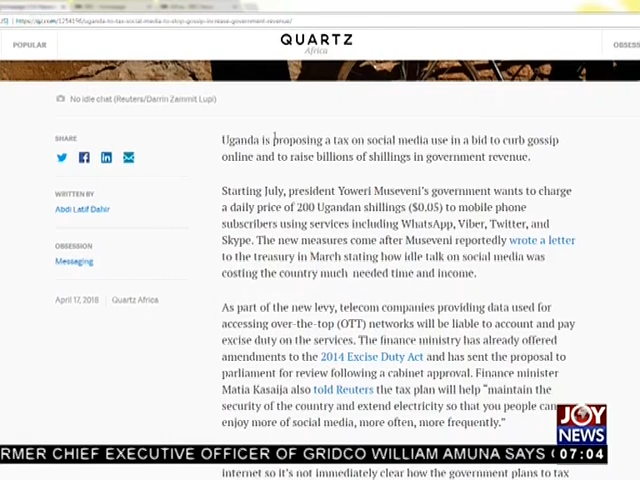 https://qz.com/1254196/uganda-to-tax-social-media-to-stop-gossip-increase-government-revenue/
POPULAR
QUARTZ
Africa
OBSESS
No idle chat (Reuters/Darrin Zammit Lupi)
SHARE
WRITTEN BY
Abdi Latif Dahir
OBSESSION
Messaging
April 17, 2018 Quartz Africa
Uganda is proposing a tax on social media use in a bid to curb gossip
online and to raise billions of shillings in government revenue.
Starting July, president Yoweri Museveni's government wants to charge
a daily price of 200 Ugandan shillings ($0.05) to mobile phone
subscribers using services including WhatsApp, Viber, Twitter, and
Skype. The new measures come after Museveni reportedly wrote a letter
to the treasury in March stating how idle talk on social media was
costing the country much needed time and income.
As part of the new levy, telecom companies providing data used for
accessing over-the-top (OTT) networks will be liable to account and pay
excise duty on the services. The finance ministry has already offered
amendments to the 2014 Excise Duty Act and has sent the proposal to
parliament for review following a cabinet approval. Finance minister
Matia Kasaija also told Reuters the tax plan will help “maintain the
security of the country and extend electricity so that you people can
enjoy more of social media, more often, more frequently.”
JOY
NEWS
RMER CHIEF EXECUTIVE OFFICER OF GRIDCO WILLIAM AMUNA SAYS
07:04
internet so it's not immediately clear how the government plans to tax